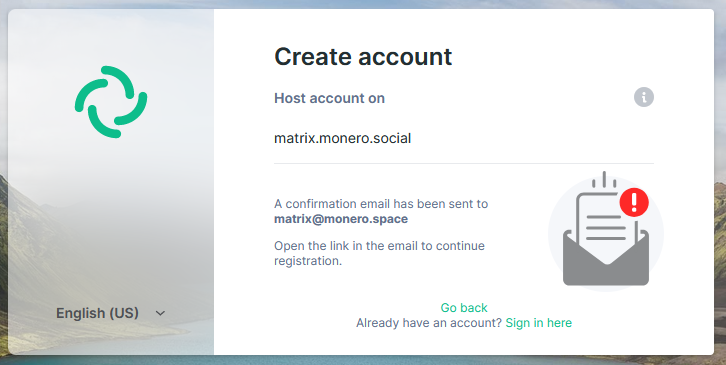 Create account
Host account on
matrix.monero.social
A confirmation email has been sent to
matrix@monero.space
Open the link in the email to continue
registration.
English (US)
Go back
Already have an account? Sign in here